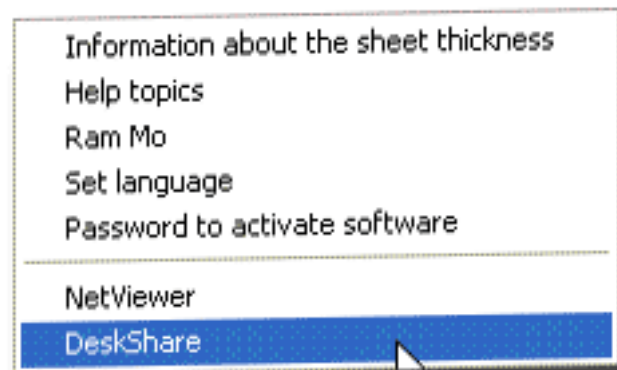 Information about the sheet thickness
Help topics
Ram Mo
Set language
Password to activate software
NetViewer
DeskShare